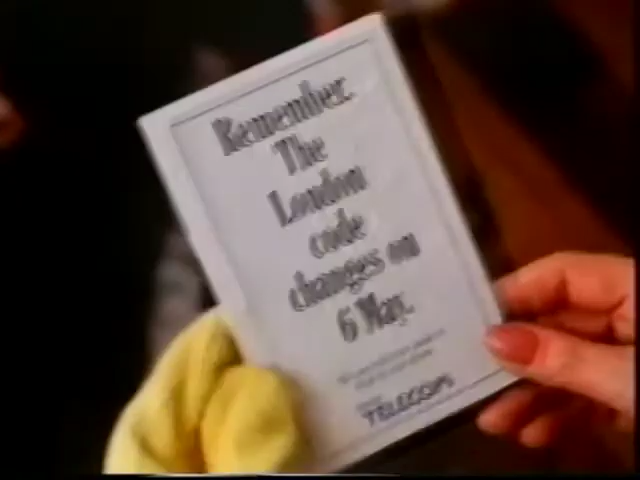 Remember.
The
London
code
changes on
6 May.
TELECOM